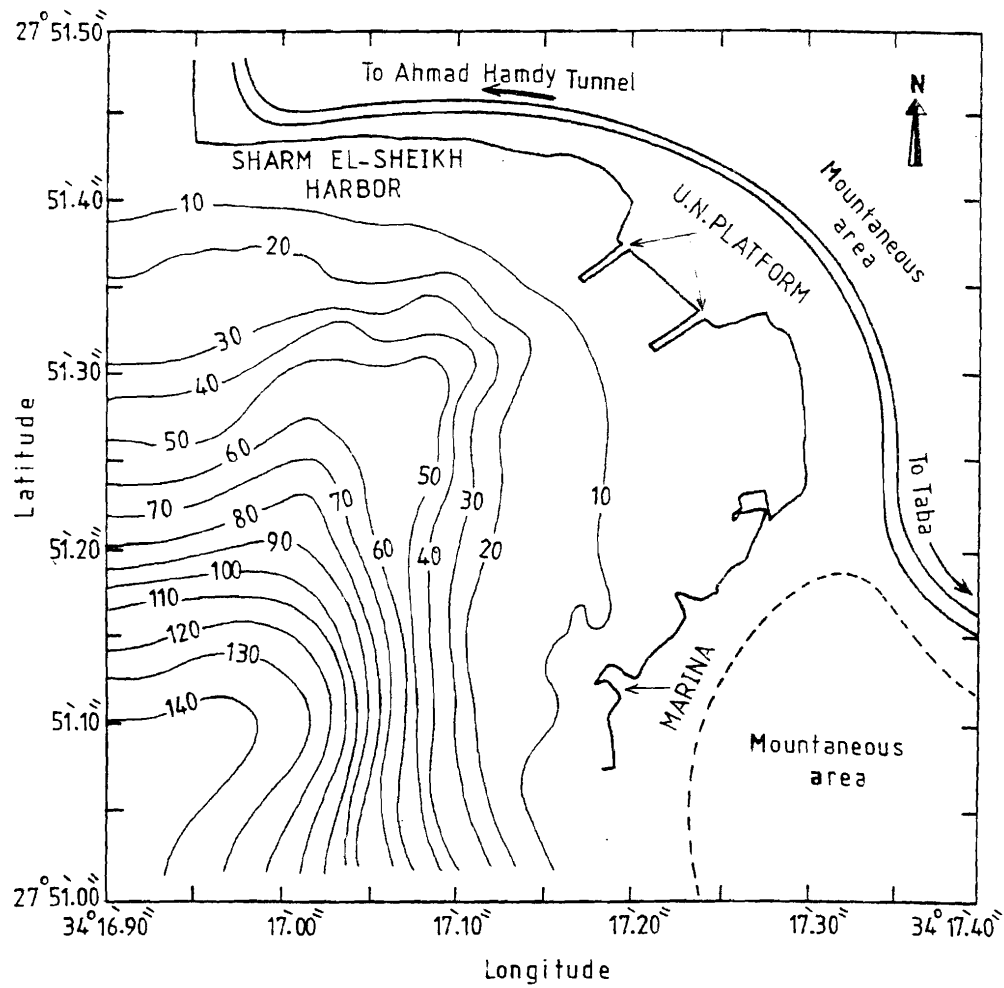 27° 51.50'
To Ahmad Hamdy Tunnel
N
SHARM EL-SHEIKH
HARBOR
Mountaneous
area
U.N.PLATFORM
51.40
10
20
30
40
50
60
70
80
90
100
110
120
130
140
51.30
50
40
30
20
10
70
60
51.20
To Taba
MARINA
51.10
Mountaneous
area
27° 51.00
34° 16.90
17.00
17.10
17.20
17.30
34° 17.40
Latitude
Longitude